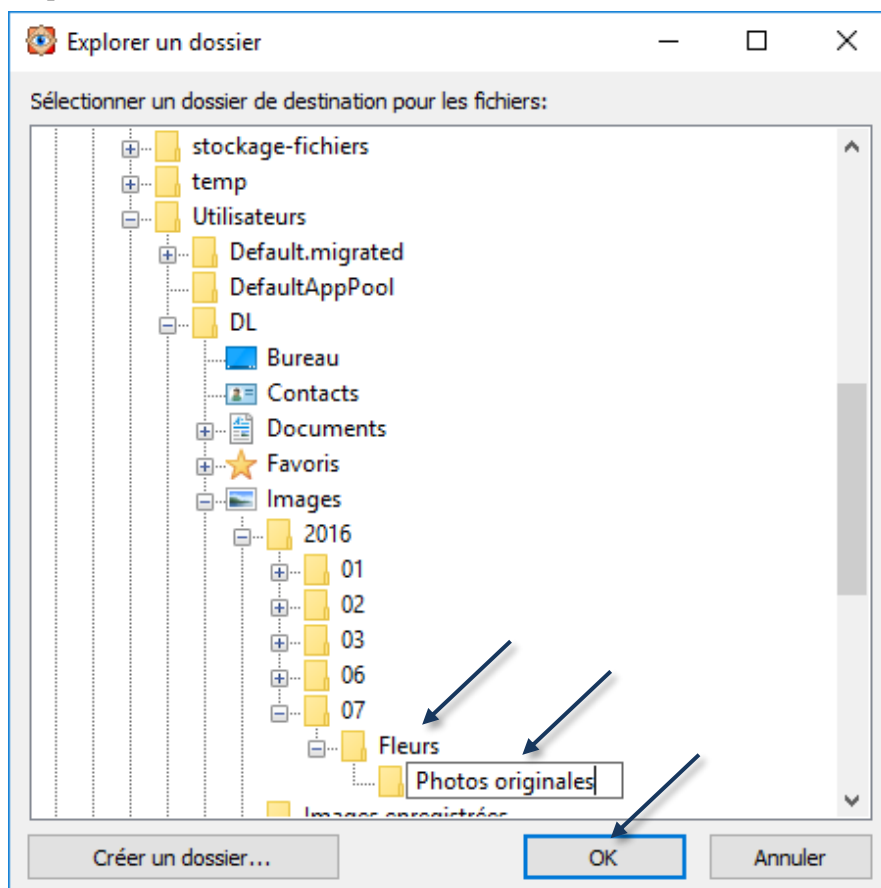 Explorer un dossier
Sélectionner un dossier de destination pour les fichiers:
stockage-fichiers
temp
Utilisateurs
Default.migrated
DefaultAppPool
DL
Bureau
Contacts
Documents
Favoris
Images
2016
01
02
03
06
07
Fleurs
Photos originales
Images enregistrées
Créer un dossier...
OK
Annuler